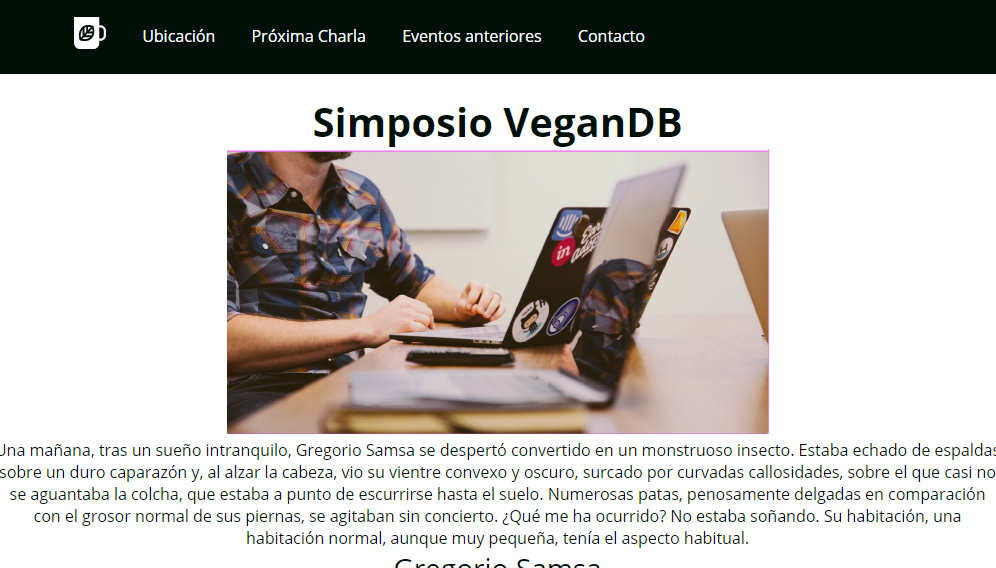 Ubicación
Próxima Charla
Eventos anteriores
Contacto
Simposio VeganDB
in
Una mañana, tras un sueño intranquilo, Gregorio Samsa se despertó convertido en un monstruoso insecto. Estaba echado de espaldas
sobre un duro caparazón y, al alzar la cabeza, vio su vientre convexo y oscuro, surcado por curvadas callosidades, sobre el que casi no
se aguantaba la colcha, que estaba a punto de escurrirse hasta el suelo. Numerosas patas, penosamente delgadas en comparación
con el grosor normal de sus piernas, se agitaban sin concierto. ¿Qué me ha ocurrido? No estaba soñando. Su habitación, una
habitación normal, aunque muy pequeña, tenía el aspecto habitual.
Gregorio Samsa